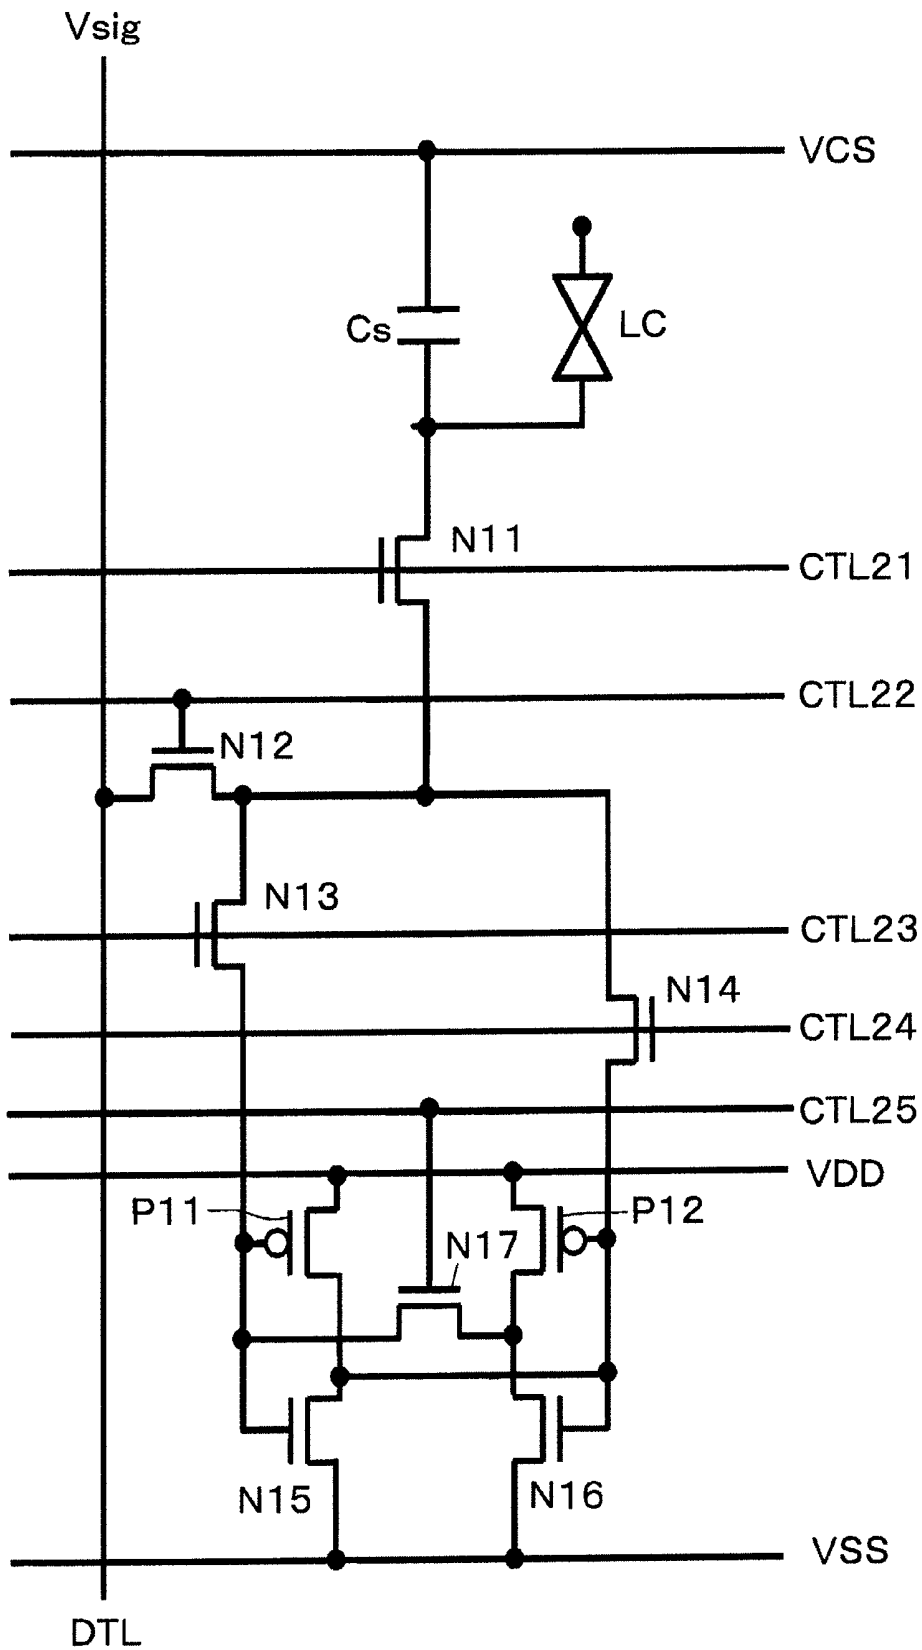 Vsig
VCS
Cs
LC
N11
CTL21
CTL22
N12
N13
CTL23
N14
CTL24
CTL25
VDD
P11
P12
N17
N15
N16
VSS
DTL